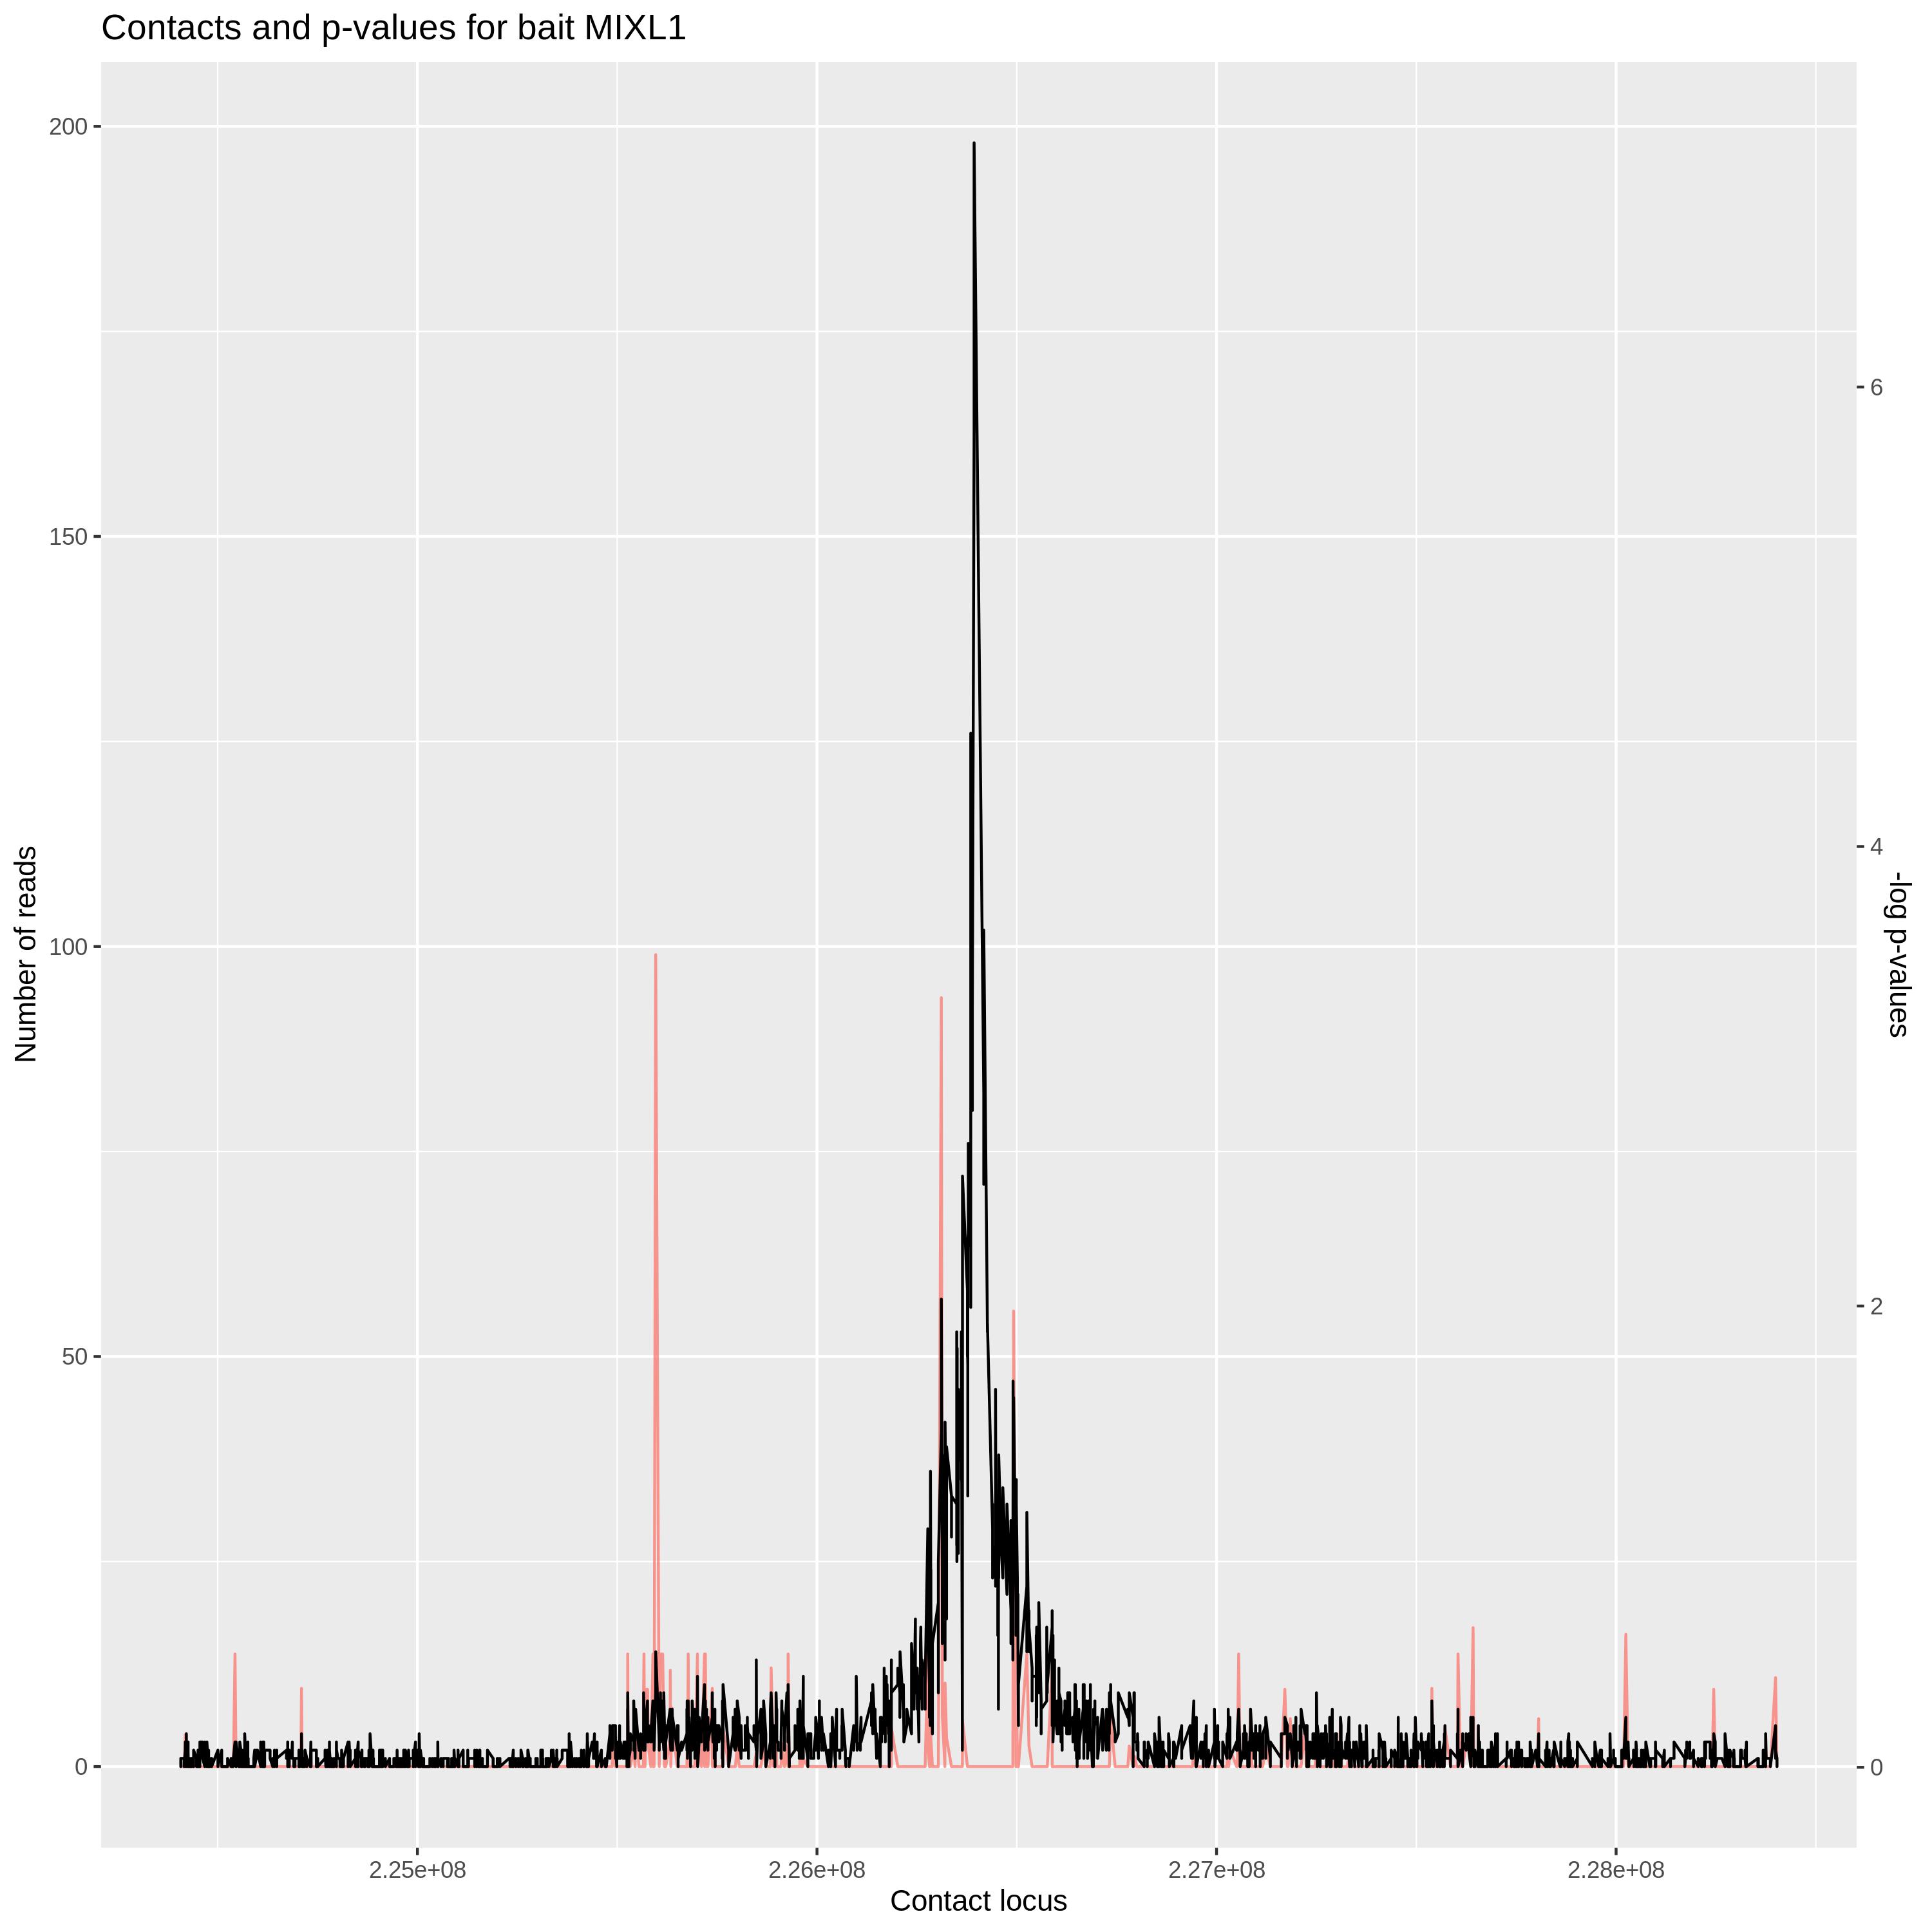 Contacts and p-values for bait MIXL1
200
150
100
50
0
Number of reads
6
4
2
0
-log p-values
2.25e+08
2.26e+08
2.27e+08
2.28e+08
Contact locus